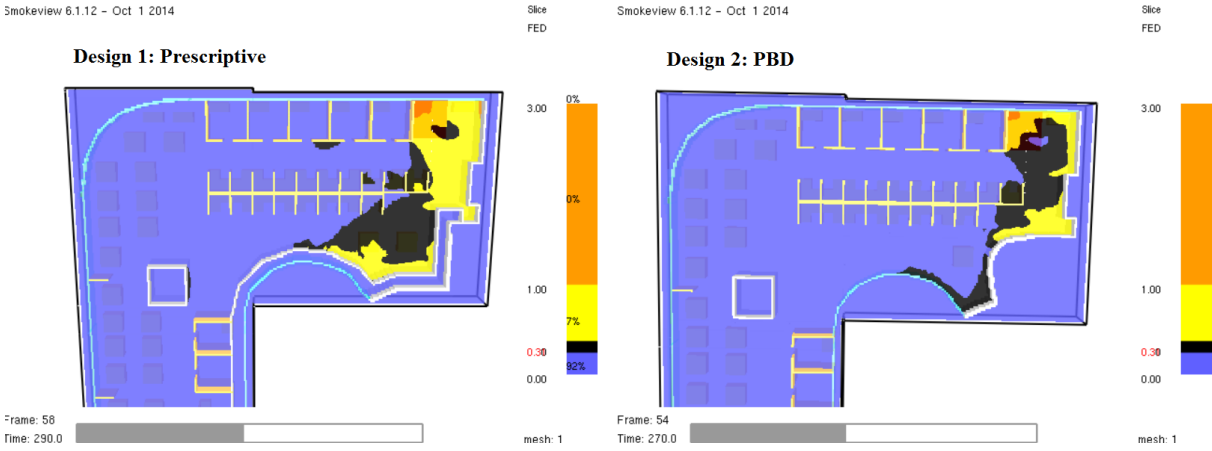 Smokeview 6.1.12 - Oct 1 2014
Slice
FED
Design 1: Prescriptive
3.00
0%
0%
1.00
7%
0.30
92%
0.00
Frame: 58
Time: 290.0
mesh: 1
Smokeview 6.1.12 - Oct 1 2014
Slice
FED
Design 2: PBD
3.00
1.00
0.30
0.00
Frame: 54
Time: 270.0
mesh: 1